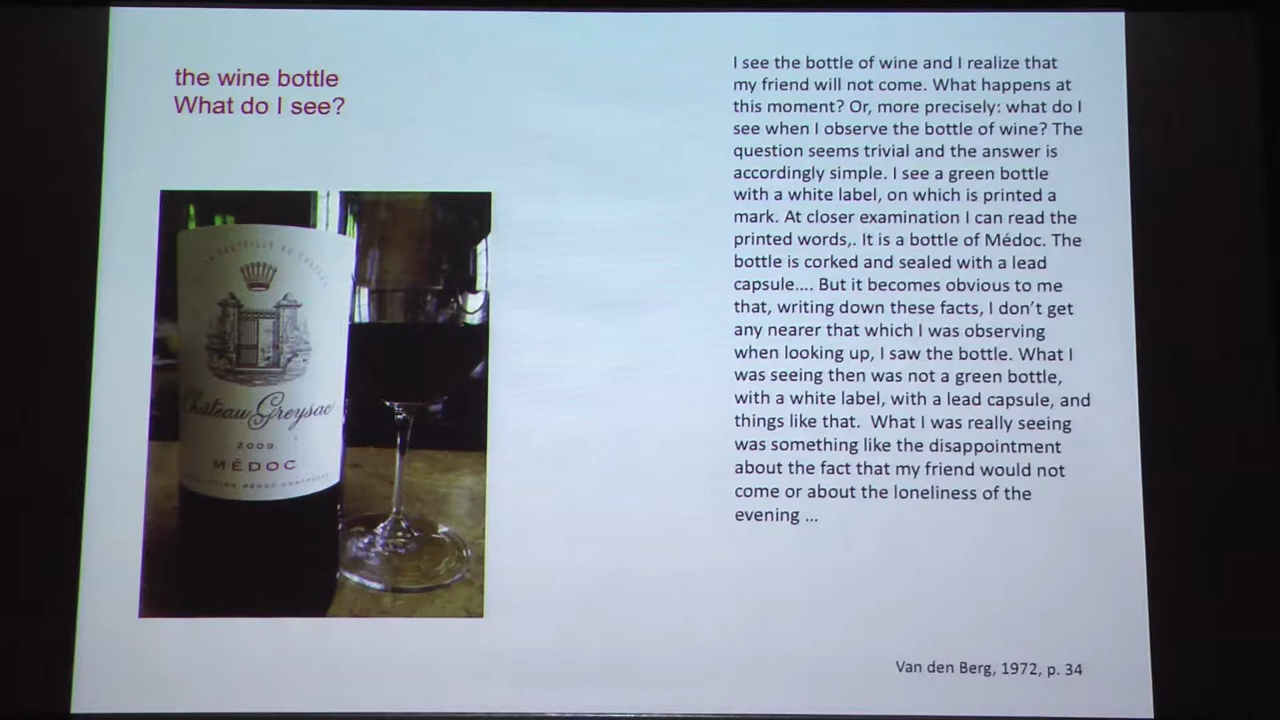 the wine bottle
What do I see?
I see the bottle of wine and I realize that
my friend will not come. What happens at
this moment? Or, more precisely: what do I
see when I observe the bottle of wine? The
question seems trivial and the answer is
accordingly simple. I see a green bottle
with a white label, on which is printed a
mark. At closer examination I can read the
printed words,. It is a bottle of Médoc. The
bottle is corked and sealed with a lead
capsule.... But it becomes obvious to me
that, writing down these facts, I don't get
any nearer that which I was observing
when looking up, I saw the bottle. What I
was seeing then was not a green bottle,
with a white label, with a lead capsule, and
things like that.  What I was really seeing
was something like the disappointment
about the fact that my friend would not
come or about the loneliness of the
evening ...
Van den Berg, 1972, p. 34
Château Greysac
2009
MÉDOC